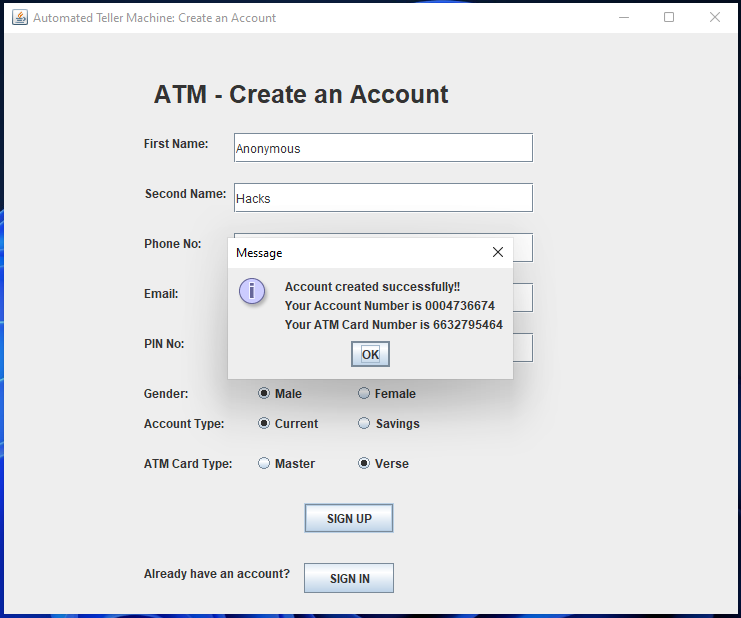 Automated Teller Machine: Create an Account
ATM - Create an Account
First Name: Anonymous
Second Name: Hacks
Phone No:
Message
Email:
Account created successfully!!
Your Account Number is 0004736674
Your ATM Card Number is 6632795464
PIN No:
OK
Gender: Male Female
Account Type: Current Savings
ATM Card Type: Master Verse
SIGN UP
Already have an account? SIGN IN